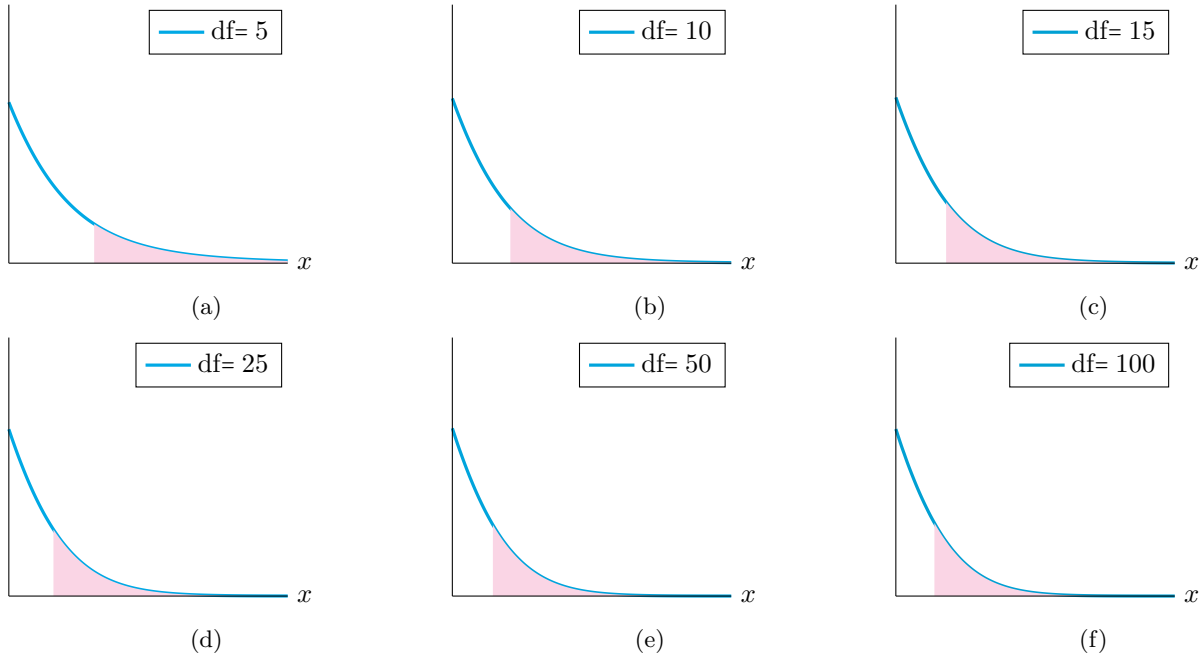 df= 5
df= 10
df= 15
x
x
x
(a)
(b)
(c)
df= 25
df= 50
df= 100
x
x
x
(d)
(e)
(f)